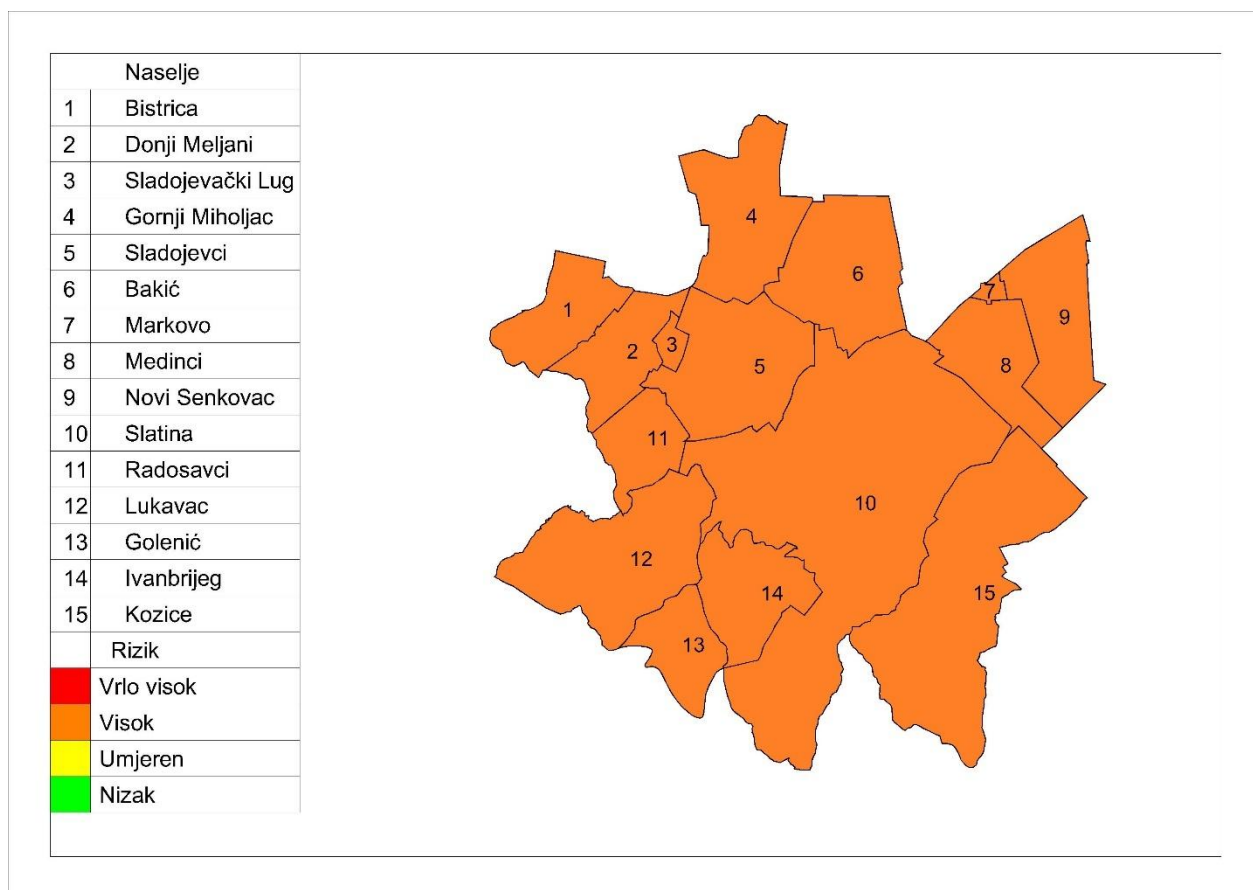 Naselje
1 Bistrica
2 Donji Meljani
3 Sladojevački Lug
4 Gornji Miholjac
5 Sladojevci
6 Bakić
7 Markovo
8 Medinci
9 Novi Senkovac
10 Slatina
11 Radosavci
12 Lukavac
13 Golenić
14 Ivanbrijeg
15 Kozice
Rizik
Vrlo visok
Visok
Umjeren
Nizak
4
6
7
1
9
2
3
5
8
11
10
12
14
15
13